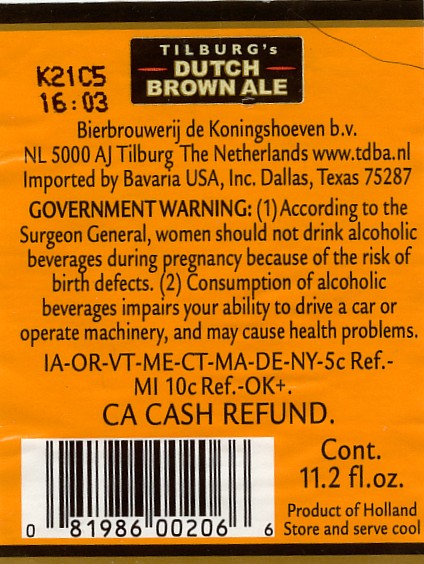 TILBURG's
DUTCH
BROWN ALE
K21C5
16:03
Bierbrouwerij de Koningshoeven b.v.
NL 5000 AJ Tilburg The Netherlands www.tdba.nl
Imported by Bavaria USA, Inc. Dallas, Texas 75287
GOVERNMENT WARNING: (1) According to the
Surgeon General, women should not drink alcoholic
beverages during pregnancy because of the risk of
birth defects. (2) Consumption of alcoholic
beverages impairs your ability to drive a car or
operate machinery, and may cause health problems.
IA-OR-VT-ME-CT-MA-DE-NY-5c Ref.-
MI 10c Ref.-OK+.
CA CASH REFUND.
Cont.
11.2 fl.oz.
0 81986 00206 6
Product of Holland
Store and serve cool